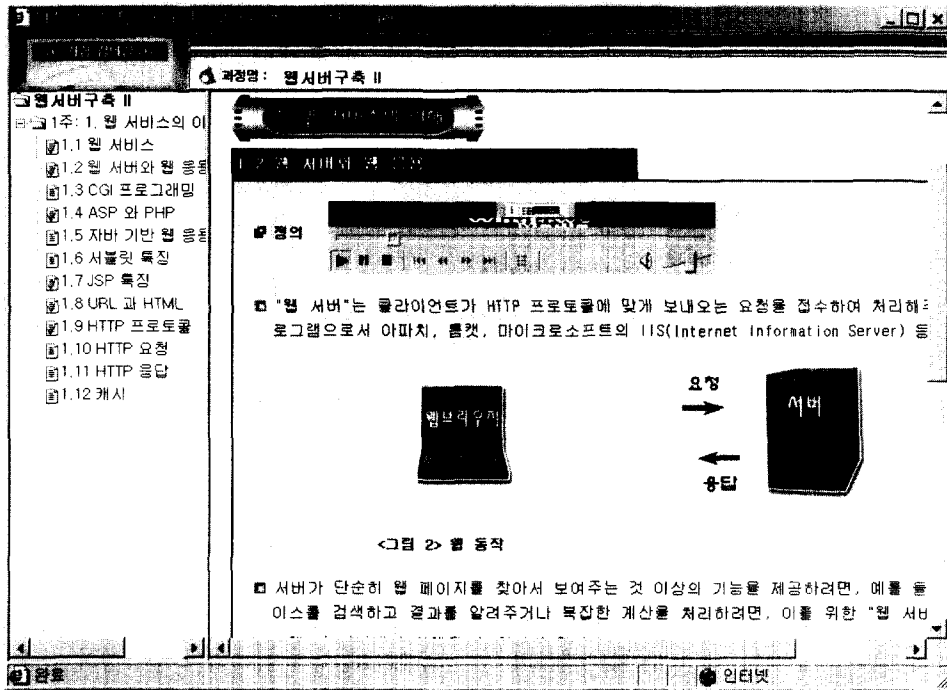 과정명: 웹서버구축 II
웹서버구축 II
1주: 1. 웹 서비스의 이
1.1 웹 서비스
1.2 웹 서버와 웹 응용
1.3 CGI 프로그래밍
1.4 ASP 와 PHP
1.5 자바 기반 웹 응용
1.6 서블릿 특징
1.7 JSP 특징
1.8 URL 과 HTML
1.9 HTTP 프로토콜
1.10 HTTP 요청
1.11 HTTP 응답
1.12 캐시
1.2 웹 서버와 웹 응용
정의
"웹 서버"는 클라이언트가 HTTP 프로토콜에 맞게 보내오는 요청을 접수하여 처리해주
로그램으로서 아파치, 톰캣, 마이크로소프트의 IIS(Internet Information Server) 등
웹브라우저
요청
서버
응답
<그림 2> 웹 동작
서버가 단순히 웹 페이지를 찾아서 보여주는 것 이상의 기능을 제공하려면, 예를 들
이스를 검색하고 결과를 알려주거나 복잡한 계산을 처리하려면, 이를 위한 "웹 서버
완료
인터넷